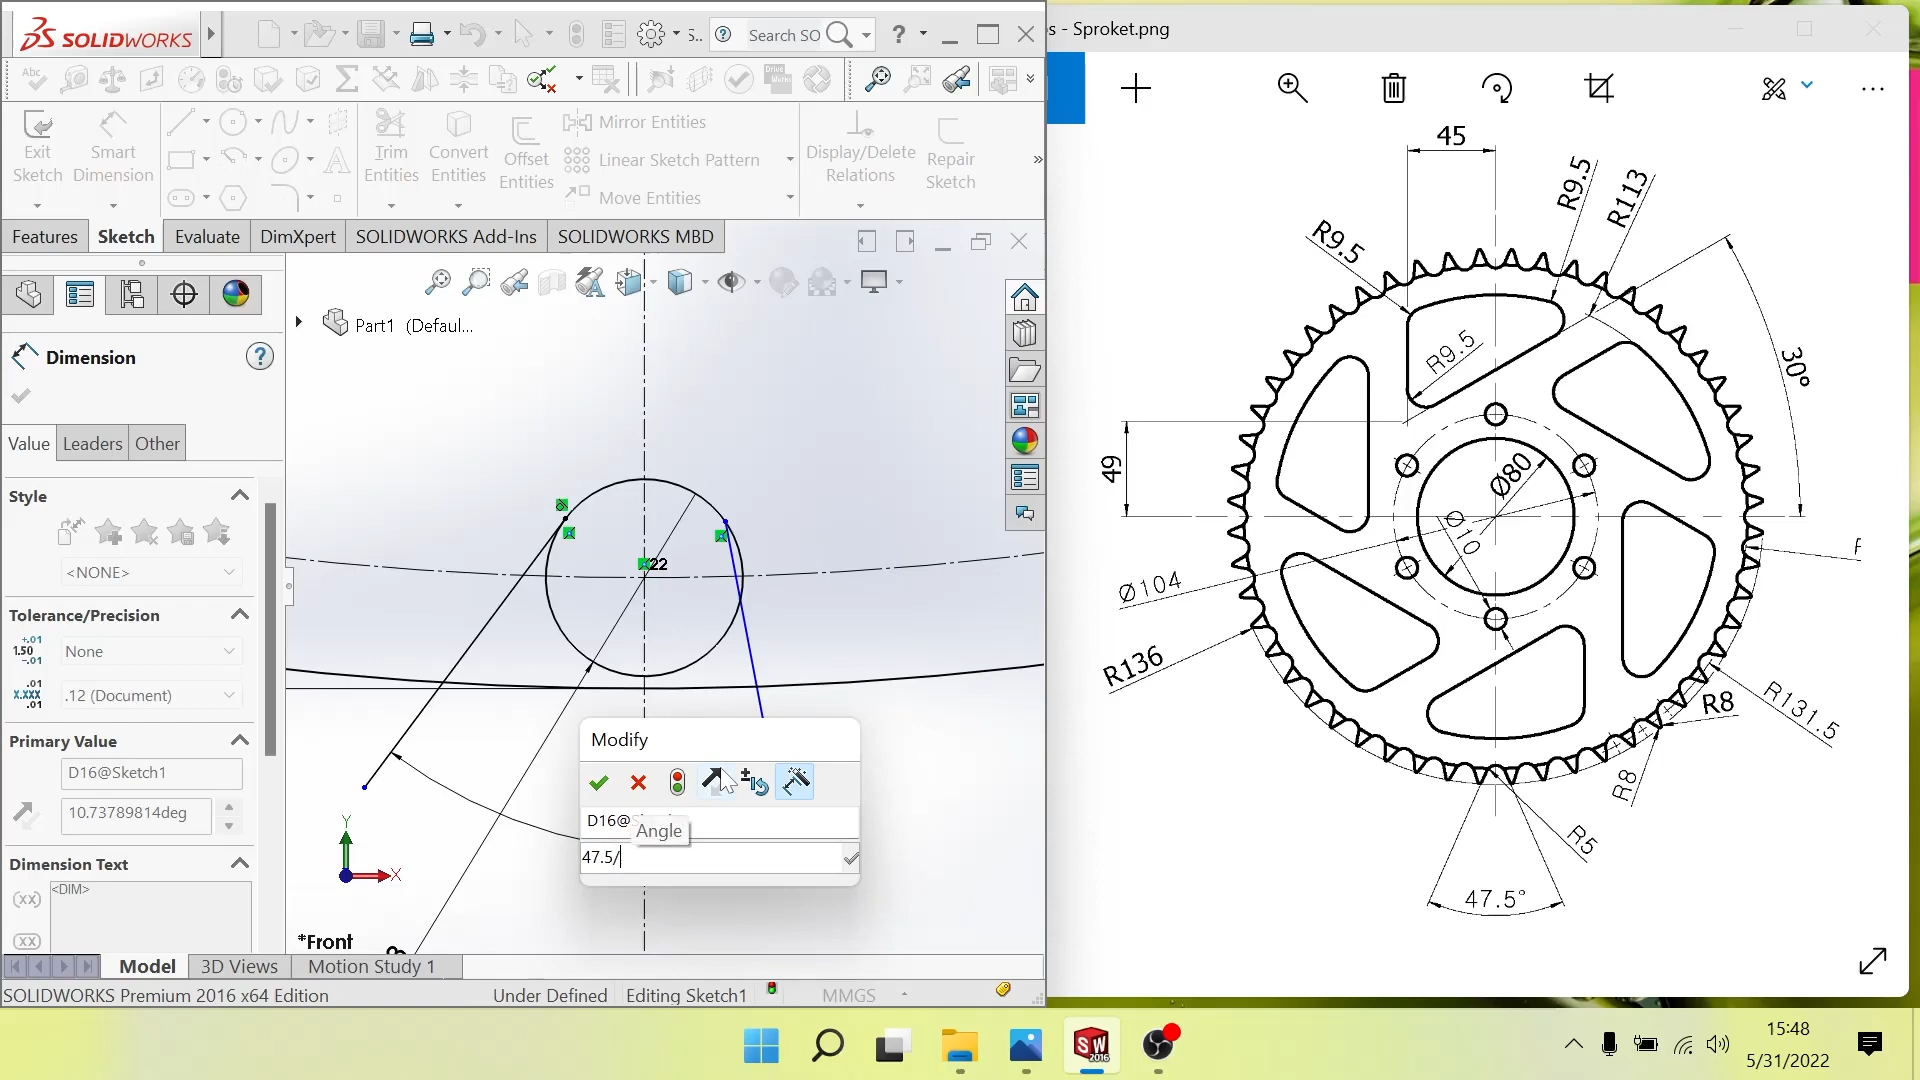 SOLIDWORKS
S..
Search SO
?
s - Sproket.png
Abc
Exit Sketch
Smart Dimension
Trim Entities
Convert Entities
Offset Entities
Mirror Entities
Linear Sketch Pattern
Move Entities
Display/Delete Relations
Repair Sketch
Features
Sketch
Evaluate
DimXpert
SOLIDWORKS Add-Ins
SOLIDWORKS MBD
Part1 (Defaul...
Dimension
?
Value
Leaders
Other
Style
<NONE>
Tolerance/Precision
None
.12 (Document)
Primary Value
D16@Sketch1
10.73789814deg
Dimension Text
<DIM>
22
Modify
D16@
Angle
47.5/
Y
X
*Front
Model
3D Views
Motion Study 1
SOLIDWORKS Premium 2016 x64 Edition
Under Defined
Editing Sketch1
MMGS
45
R9.5
R113
R9.5
30°
R9.5
49
Ø80
Ø10
Ø104
R136
R8
R131.5
R8
R5
47.5°
SW
2016
15:48
5/31/2022